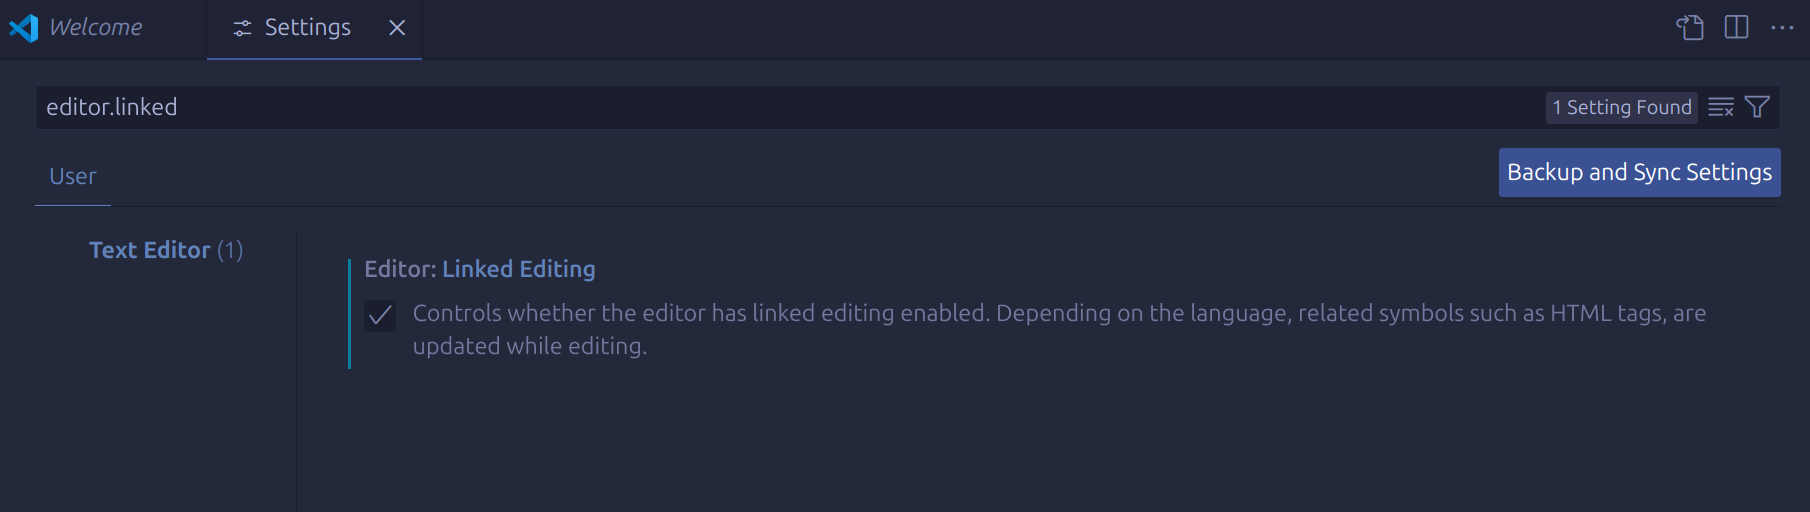 Welcome
Settings
editor.linked
1 Setting Found
User
Backup and Sync Settings
Text Editor (1)
Editor: Linked Editing
Controls whether the editor has linked editing enabled. Depending on the language, related symbols such as HTML tags, are
updated while editing.